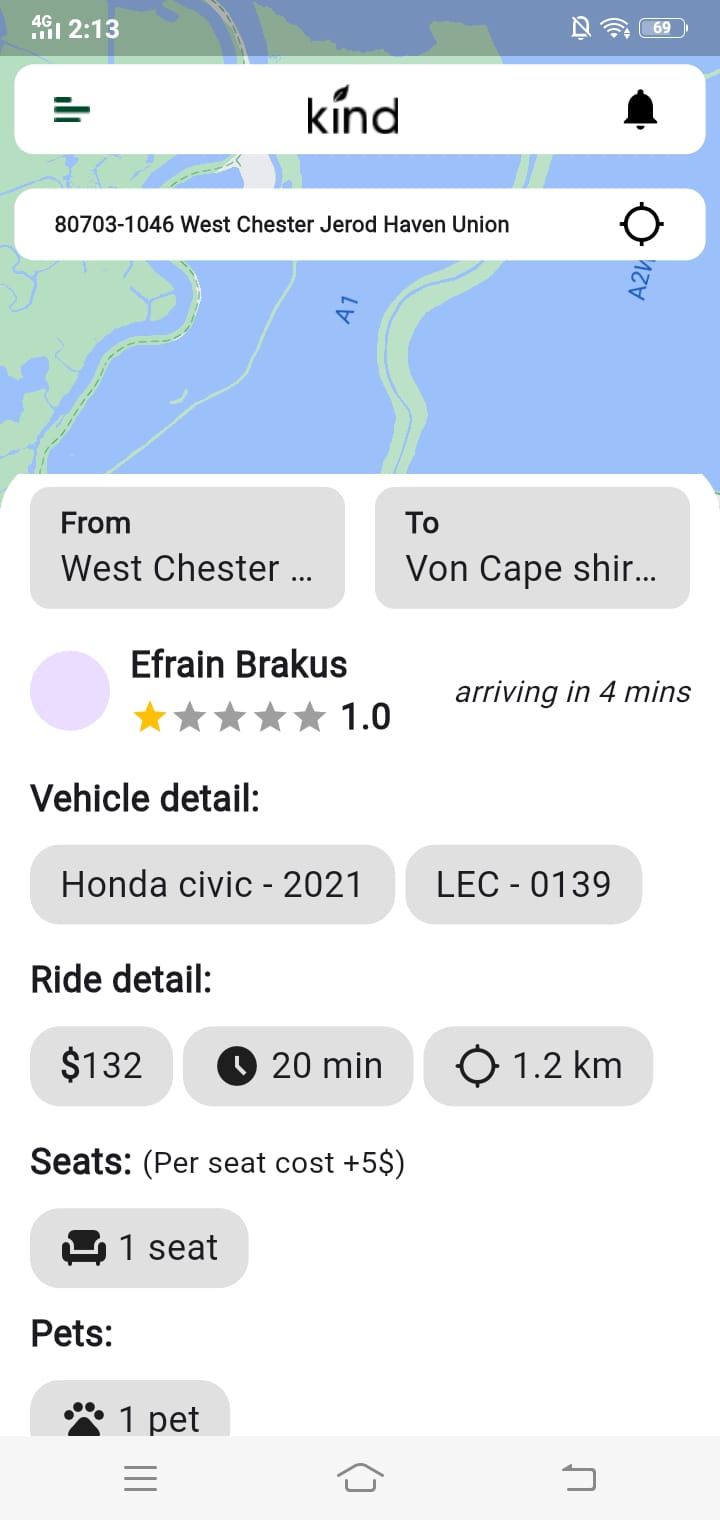 4G 2:13 69
kind
80703-1046 West Chester Jerod Haven Union
A1
A2W
From
West Chester ...
To
Von Cape shir...
Efrain Brakus
1.0
arriving in 4 mins
Vehicle detail:
Honda civic - 2021
LEC - 0139
Ride detail:
$132
20 min
1.2 km
Seats: (Per seat cost +5$)
1 seat
Pets:
1 pet